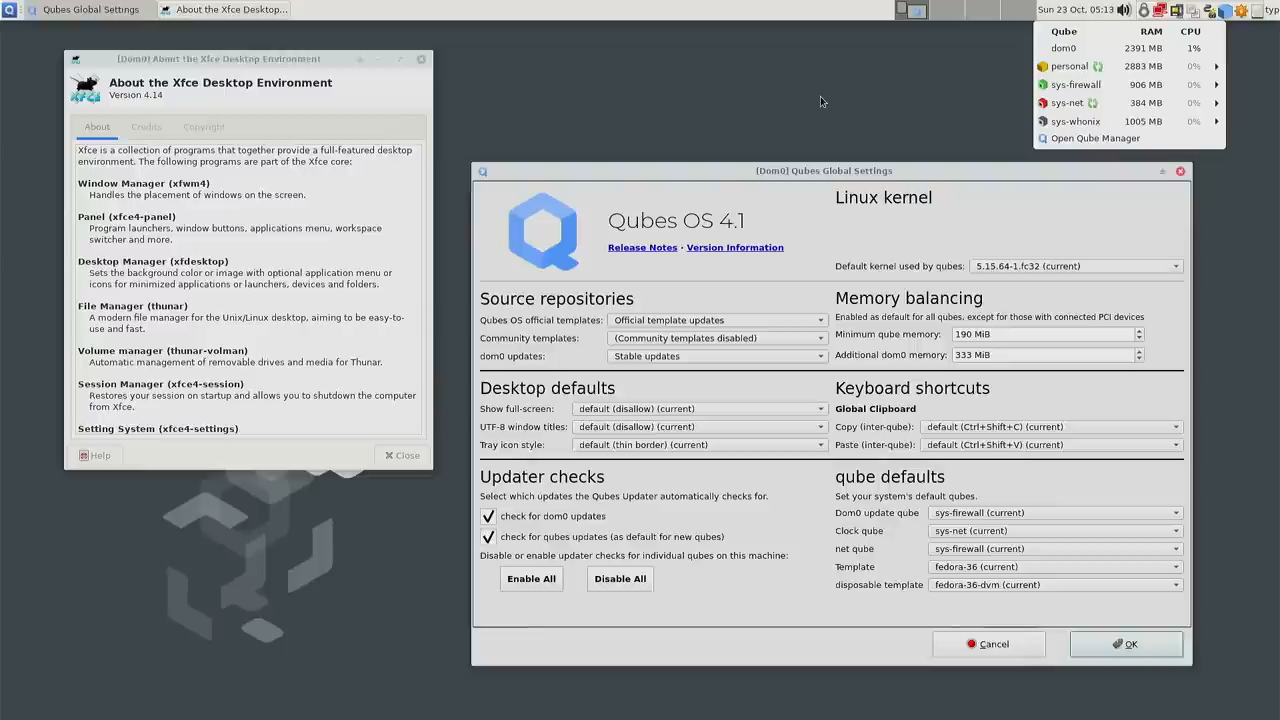 Qubes Global Settings
About the Xfce Desktop...
Sun 23 Oct, 05:13
typ
Qube RAM CPU
dom0 2391 MB 1%
personal 2883 MB 0%
sys-firewall 906 MB 0%
sys-net 384 MB 0%
sys-whonix 1005 MB 0%
Open Qube Manager
[Dom0] About the Xfce Desktop Environment
About the Xfce Desktop Environment
Version 4.14
About Credits Copyright
Xfce is a collection of programs that together provide a full-featured desktop
environment. The following programs are part of the Xfce core:
Window Manager (xfwm4)
Handles the placement of windows on the screen.
Panel (xfce4-panel)
Program launchers, window buttons, applications menu, workspace
switcher and more.
Desktop Manager (xfdesktop)
Sets the background color or image with optional application menu or
icons for minimized applications or launchers, devices and folders.
File Manager (thunar)
A modern file manager for the Unix/Linux desktop, aiming to be easy-to-
use and fast.
Volume manager (thunar-volman)
Automatic management of removable drives and media for Thunar.
Session Manager (xfce4-session)
Restores your session on startup and allows you to shutdown the computer
from Xfce.
Setting System (xfce4-settings)
Help
Close
[Dom0] Qubes Global Settings
Qubes OS 4.1
Release Notes · Version Information
Linux kernel
Default kernel used by qubes: 5.15.64-1.fc32 (current)
Source repositories
Qubes OS official templates: Official template updates
Community templates: (Community templates disabled)
dom0 updates: Stable updates
Memory balancing
Enabled as default for all qubes, except for those with connected PCI devices
Minimum qube memory: 190 MiB
Additional dom0 memory: 333 MiB
Desktop defaults
Show full-screen: default (disallow) (current)
UTF-8 window titles: default (disallow) (current)
Tray icon style: default (thin border) (current)
Keyboard shortcuts
Global Clipboard
Copy (inter-qube): default (Ctrl+Shift+C) (current)
Paste (inter-qube): default (Ctrl+Shift+V) (current)
Updater checks
Select which updates the Qubes Updater automatically checks for.
check for dom0 updates
check for qubes updates (as default for new qubes)
Disable or enable updater checks for individual qubes on this machine:
Enable All
Disable All
qube defaults
Set your system's default qubes.
Dom0 update qube sys-firewall (current)
Clock qube sys-net (current)
net qube sys-firewall (current)
Template fedora-36 (current)
disposable template fedora-36-dvm (current)
Cancel
OK